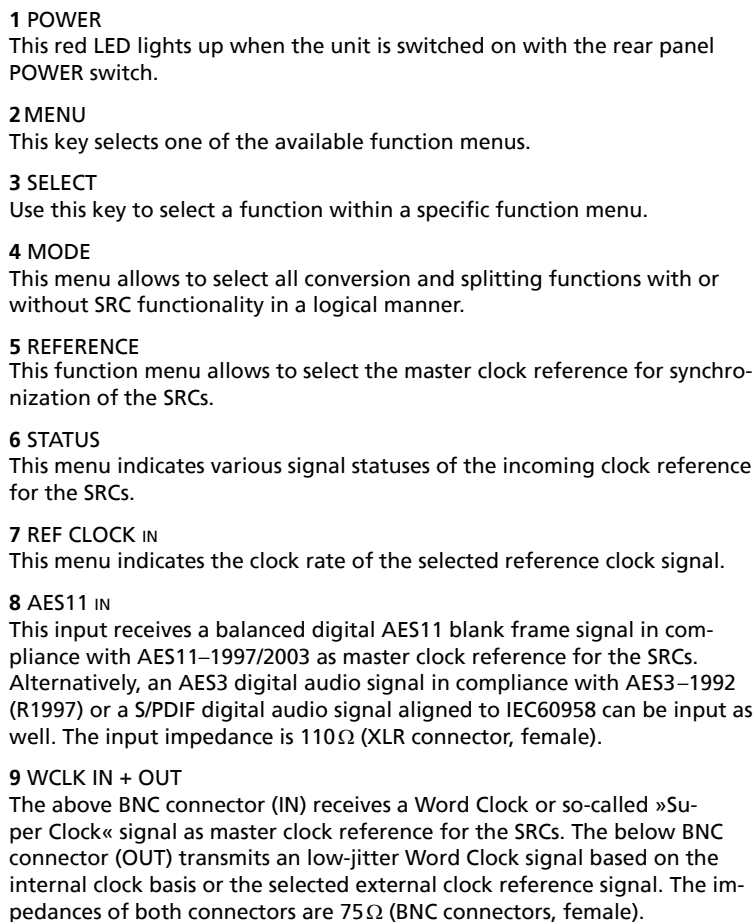 1 POWER
This red LED lights up when the unit is switched on with the rear panel
POWER switch.
2 MENU
This key selects one of the available function menus.
3 SELECT
Use this key to select a function within a specific function menu.
4 MODE
This menu allows to select all conversion and splitting functions with or
without SRC functionality in a logical manner.
5 REFERENCE
This function menu allows to select the master clock reference for synchro-
nization of the SRCs.
6 STATUS
This menu indicates various signal statuses of the incoming clock reference
for the SRCs.
7 REF CLOCK IN
This menu indicates the clock rate of the selected reference clock signal.
8 AES11 IN
This input receives a balanced digital AES11 blank frame signal in com-
pliance with AES11–1997/2003 as master clock reference for the SRCs.
Alternatively, an AES3 digital audio signal in compliance with AES3–1992
(R1997) or a S/PDIF digital audio signal aligned to IEC60958 can be input as
well. The input impedance is 110Ω (XLR connector, female).
9 WCLK IN + OUT
The above BNC connector (IN) receives a Word Clock or so-called »Su-
per Clock« signal as master clock reference for the SRCs. The below BNC
connector (OUT) transmits an low-jitter Word Clock signal based on the
internal clock basis or the selected external clock reference signal. The im-
pedances of both connectors are 75Ω (BNC connectors, female).